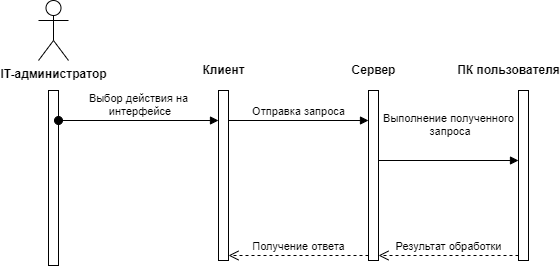 IT-администратор
Клиент
Сервер
ПК пользователя
Выбор действия на
интерфейсе
Отправка запроса
Выполнение полученного
запроса
Получение ответа
Результат обработки